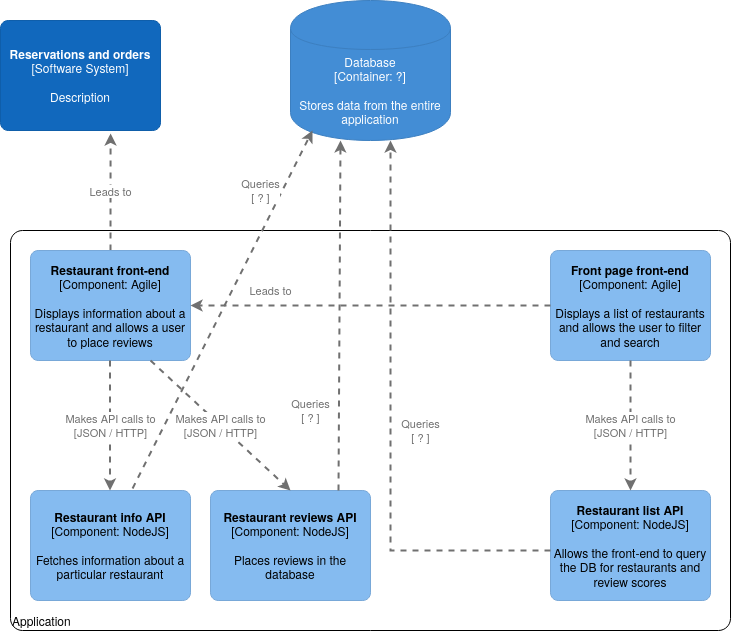 Reservations and orders
[Software System]
Description
Database
[Container: ?]
Stores data from the entire
application
Leads to
Queries
[ ? ]
Restaurant front-end
[Component: Agile]
Displays information about a
restaurant and allows a user
to place reviews
Leads to
Front page front-end
[Component: Agile]
Displays a list of restaurants
and allows the user to filter
and search
Makes API calls to
[JSON / HTTP]
Makes API calls to
[JSON / HTTP]
Queries
[ ? ]
Queries
[ ? ]
Makes API calls to
[JSON / HTTP]
Restaurant info API
[Component: NodeJS]
Fetches information about a
particular restaurant
Restaurant reviews API
[Component: NodeJS]
Places reviews in the
database
Restaurant list API
[Component: NodeJS]
Allows the front-end to query
the DB for restaurants and
review scores
Application